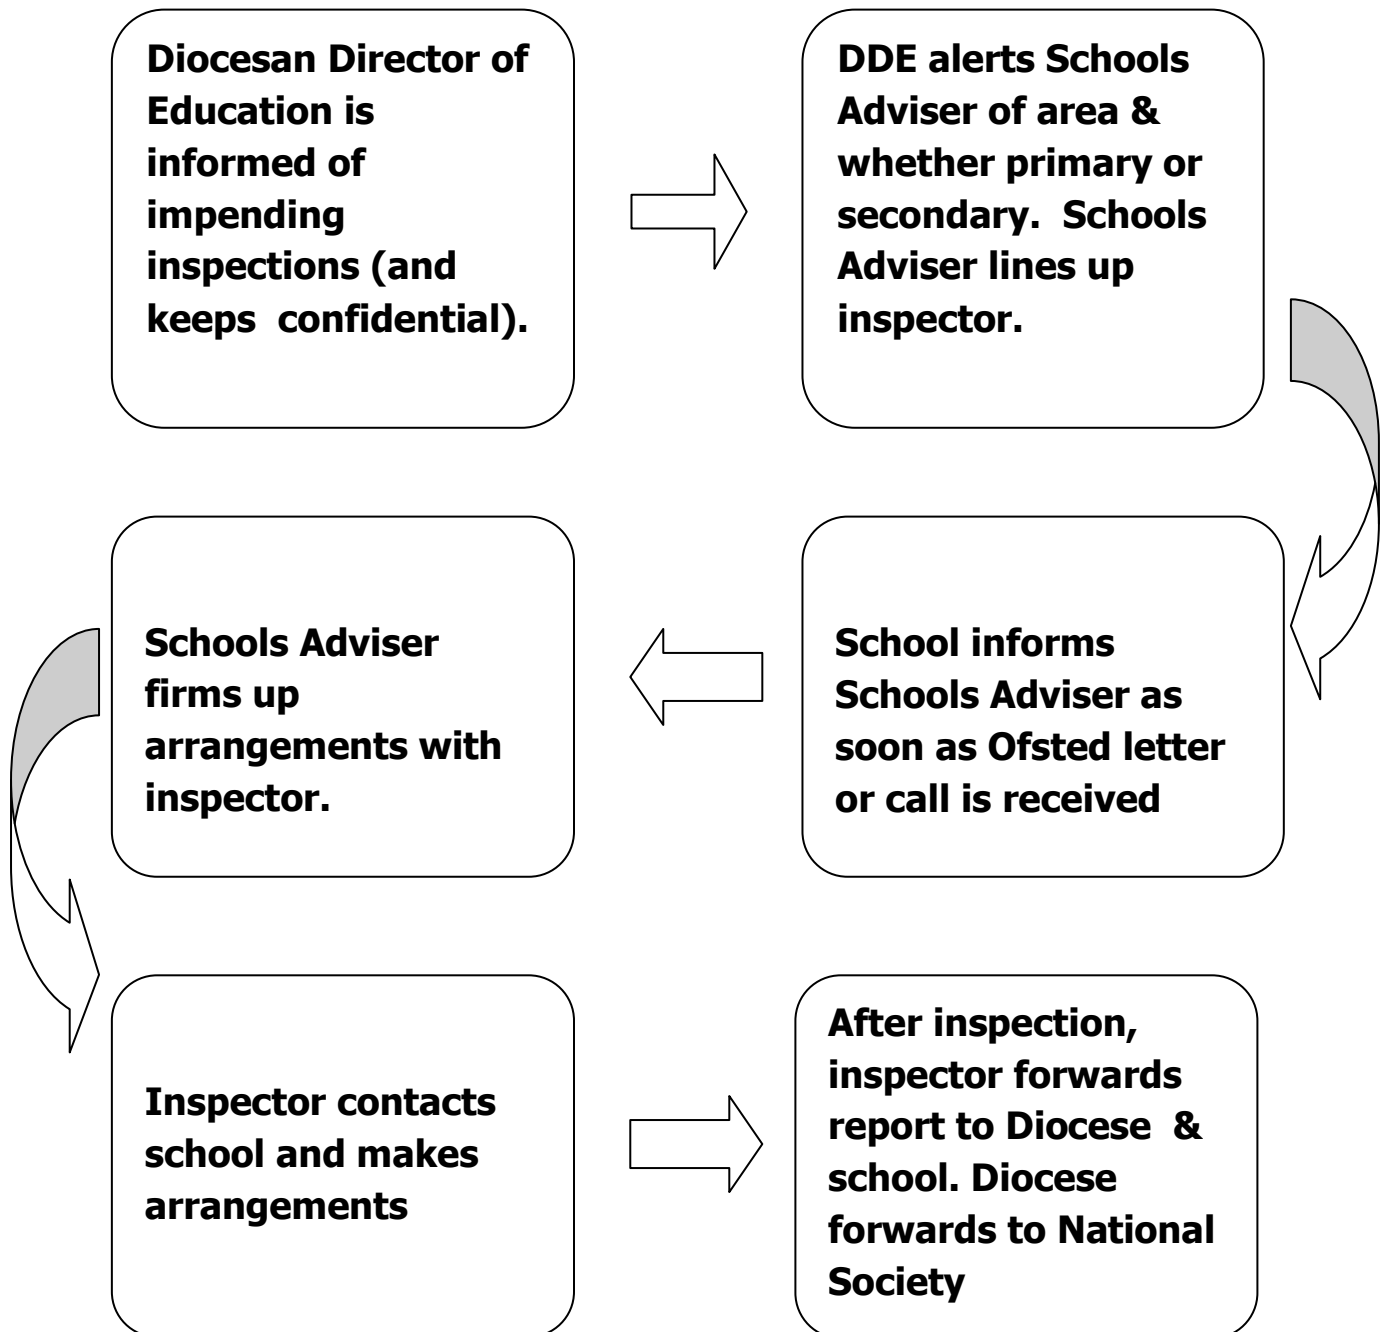 Diocesan Director of
Education is
informed of
impending
inspections (and
keeps  confidential).
DDE alerts Schools
Adviser of area &
whether primary or
secondary.  Schools
Adviser lines up
inspector.
School informs
Schools Adviser as
soon as Ofsted letter
or call is received
Schools Adviser
firms up
arrangements with
inspector.
Inspector contacts
school and makes
arrangements
After inspection,
inspector forwards
report to Diocese  &
school. Diocese
forwards to National
Society